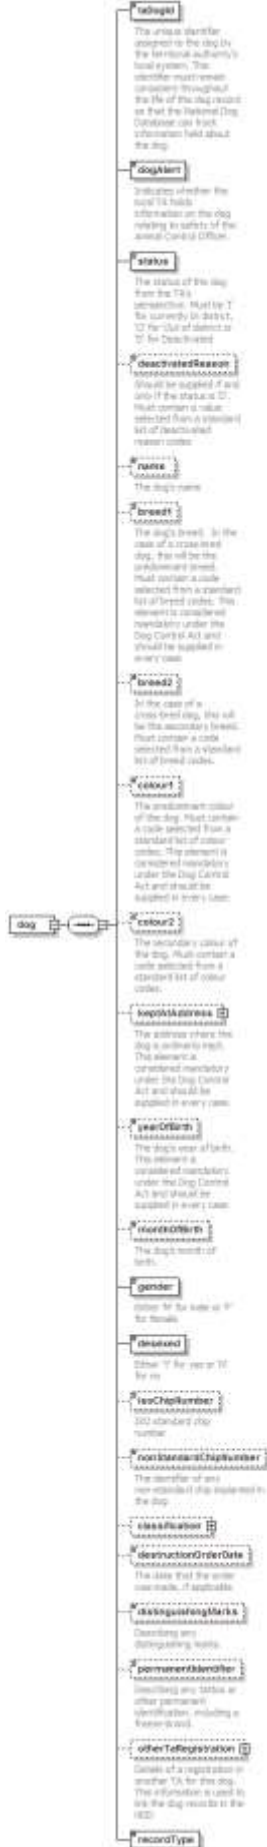 taDogId
The unique identifier
assigned to the dog by
the territorial authority's
local system. This
identifier must remain
consistent throughout
the life of the dog record
so that the National Dog
Database can track
information held about
the dog.
dogAlert
Indicates whether the
local TA holds
information on the dog
relating to safety of the
Animal Control Officer.
status
The status of the dog
from the TA's
perspective. Must be 'I'
for currently in district,
'O' for Out of district or
'D' for Deactivated
deactivatedReason
Should be supplied if and
only if the status is 'D'.
Must contain a value
selected from a standard
list of deactivated
reason codes
name
The dog's name
breed1
The dog's breed. In the
case of a cross-bred
dog, this will be the
predominant breed.
Must contain a code
selected from a standard
list of breed codes. This
element is considered
mandatory under the
Dog Control Act and
should be supplied in
every case.
breed2
In the case of a
cross-bred dog, this will
be the secondary breed.
Must contain a code
selected from a standard
list of breed codes.
colour1
The predominant colour
of the dog. Must contain
a code selected from a
standard list of colour
codes. This element is
considered mandatory
under the Dog Control
Act and should be
supplied in every case.
dog
colour2
The secondary colour of
the dog. Must contain a
code selected from a
standard list of colour
codes.
keptAtAddress
The address where the
dog is ordinarily kept.
This element is
considered mandatory
under the Dog Control
Act and should be
supplied in every case.
yearOfBirth
The dog's year of birth.
This element is
considered mandatory
under the Dog Control
Act and should be
supplied in every case.
monthOfBirth
The dog's month of
birth.
gender
Either 'M' for male or 'F'
for female.
desexed
Either 'Y' for yes or 'N'
for no
isoChipNumber
ISO standard chip
number
nonStandardChipNumber
The identifier of any
non-standard chip implanted in
the dog
classification
destructionOrderDate
The date that the order
was made, if applicable.
distinguishingMarks
Describing any
distinguishing marks.
permanentIdentifier
Describing any tattoo or
other permanent
identification, including a
freeze-brand.
otherTaRegistration
Details of a registration in
another TA for this dog.
This information is used to
link the dog records in the
NDD
recordType